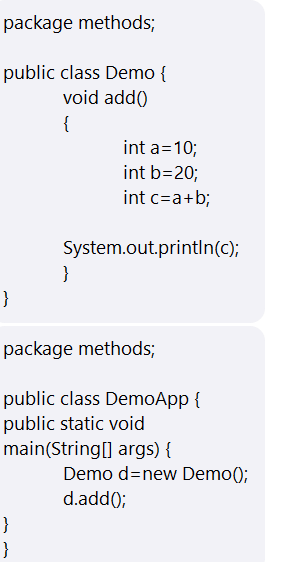 package methods;
public class Demo {
void add()
{
int a=10;
int b=20;
int c=a+b;
System.out.println(c);
}
}
package methods;
public class DemoApp {
public static void
main(String[] args) {
Demo d=new Demo();
d.add();
}
}